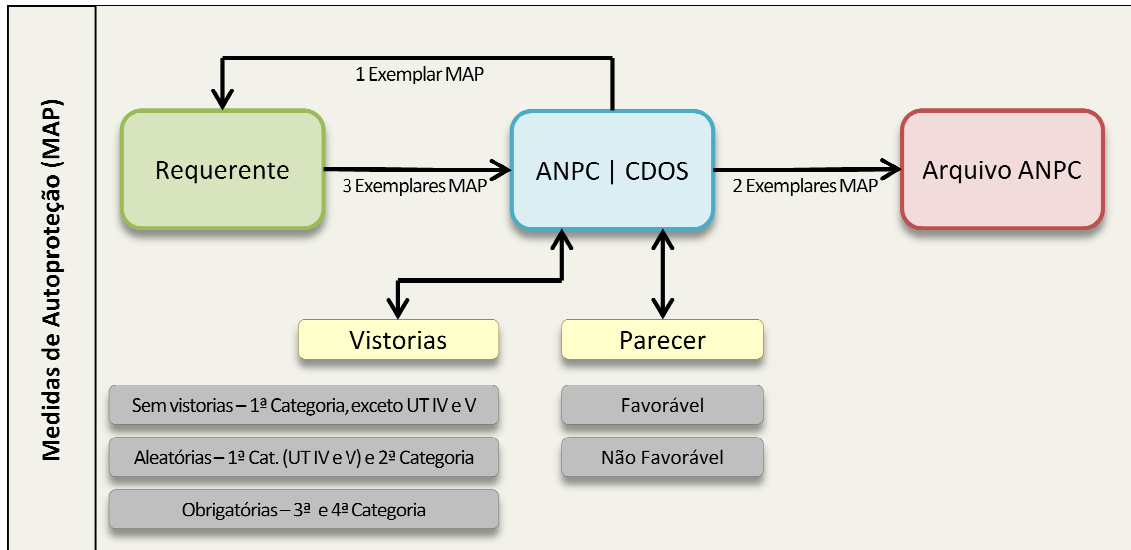 Medidas de Autoproteção (MAP)
1 Exemplar MAP
Requerente
3 Exemplares MAP
ANPC | CDOS
2 Exemplares MAP
Arquivo ANPC
Vistorias
Parecer
Sem vistorias – 1ª Categoria, exceto UT IV e V
Favorável
Aleatórias – 1ª Cat. (UT IV e V) e 2ª Categoria
Não Favorável
Obrigatórias – 3ª e 4ª Categoria